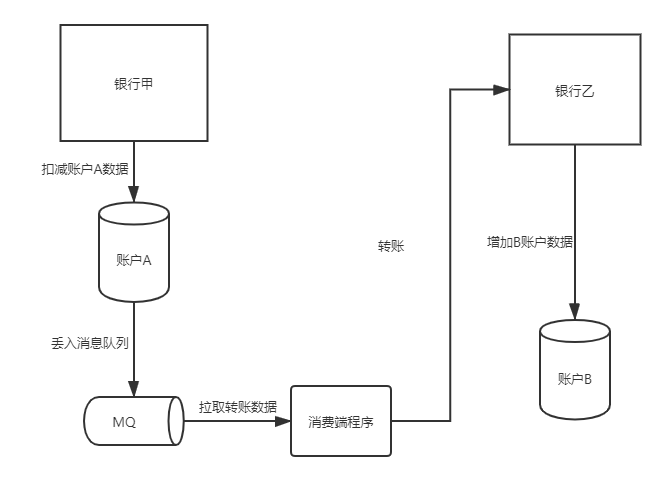 银行甲
银行乙
扣减账户A数据
账户A
转账
增加B账户数据
丢入消息队列
账户B
拉取转账数据
MQ
消费端程序